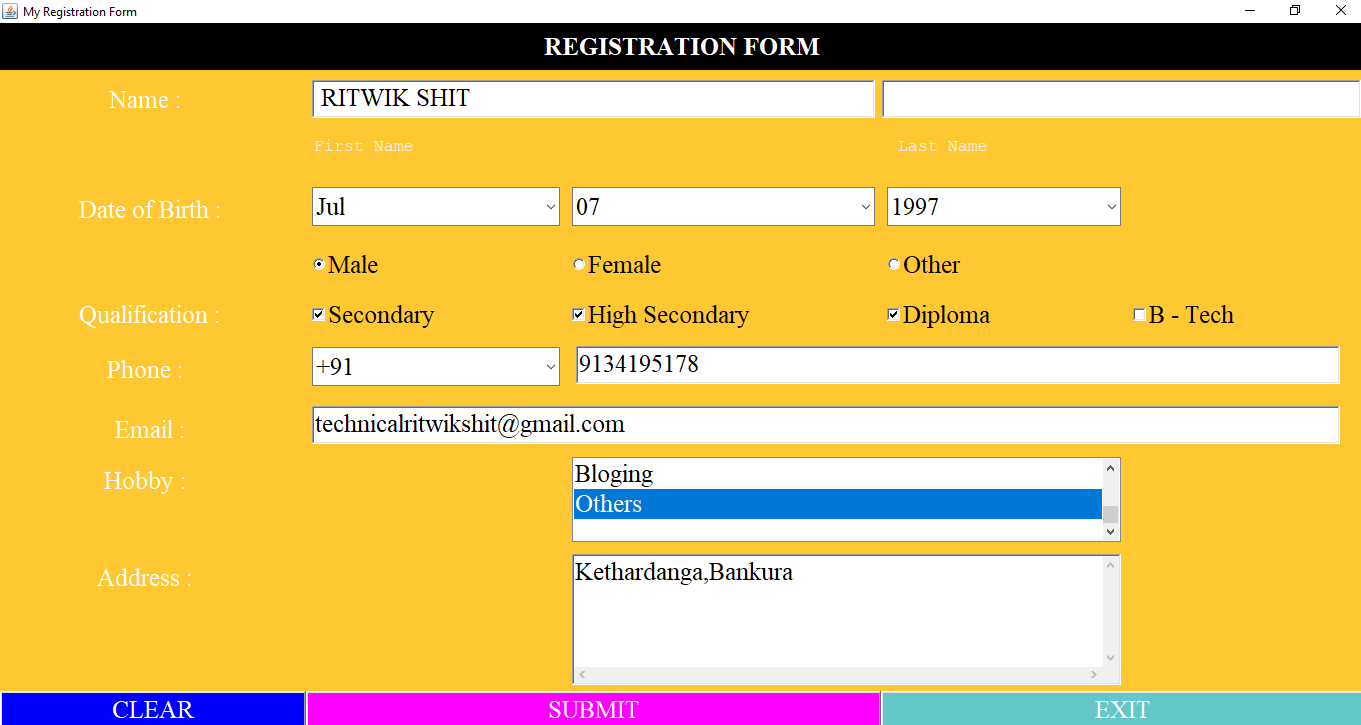 My Registration Form
REGISTRATION FORM
Name : RITWIK SHIT
First Name Last Name
Date of Birth : Jul 07 1997
Male Female Other
Qualification : Secondary High Secondary Diploma B - Tech
Phone : +91 9134195178
Email : technicalritwikshit@gmail.com
Hobby : Bloging
Others
Address : Kethardanga,Bankura
CLEAR SUBMIT EXIT